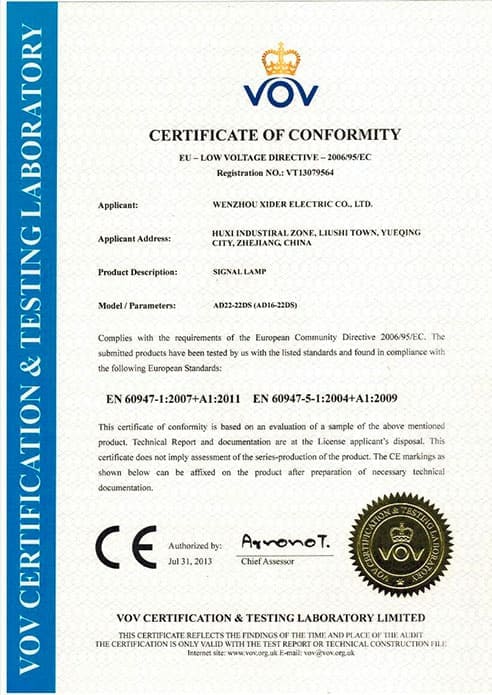 VOV CERTIFICATION & TESTING LABORATORY
VOV
CERTIFICATE OF CONFORMITY
EU – LOW VOLTAGE DIRECTIVE – 2006/95/EC
Registration NO.: VT13079564
Applicant: WENZHOU XIDER ELECTRIC CO., LTD.
Applicant Address: HUXI INDUSTIRAL ZONE, LIUSHI TOWN, YUEQING
CITY, ZHEJIANG, CHINA
Product Description: SIGNAL LAMP
Model / Parameters: AD22-22DS (AD16-22DS)
Complies with the requirements of the European Community Directive 2006/95/EC. The
submitted products have been tested by us with the listed standards and found in compliance with
the following European Standards:
EN 60947-1:2007+A1:2011 EN 60947-5-1:2004+A1:2009
This certificate of conformity is based on an evaluation of a sample of the above mentioned
product. Technical Report and documentation are at the License applicant's disposal. This
certificate does not imply assessment of the series-production of the product. The CE markings as
shown below can be affixed on the product after preparation of necessary technical
documentation.
CE
Authorized by:
Jul 31, 2013
Chief Assessor
VOV CERTIFICATION & TESTING LABORATORY
VOV
VOV CERTIFICATION & TESTING LABORATORY LIMITED
THIS CERTIFICATE REFLECTS THE FINDINGS OF THE TIME AND PLACE OF THE AUDIT
THE CERTIFICATION IS ONLY VALID WITH THE TEST REPORT OR TECHNICAL CONSTRUCTION FILE
Internet site: www.vov.org.uk E-mail: vov@vov.org.uk